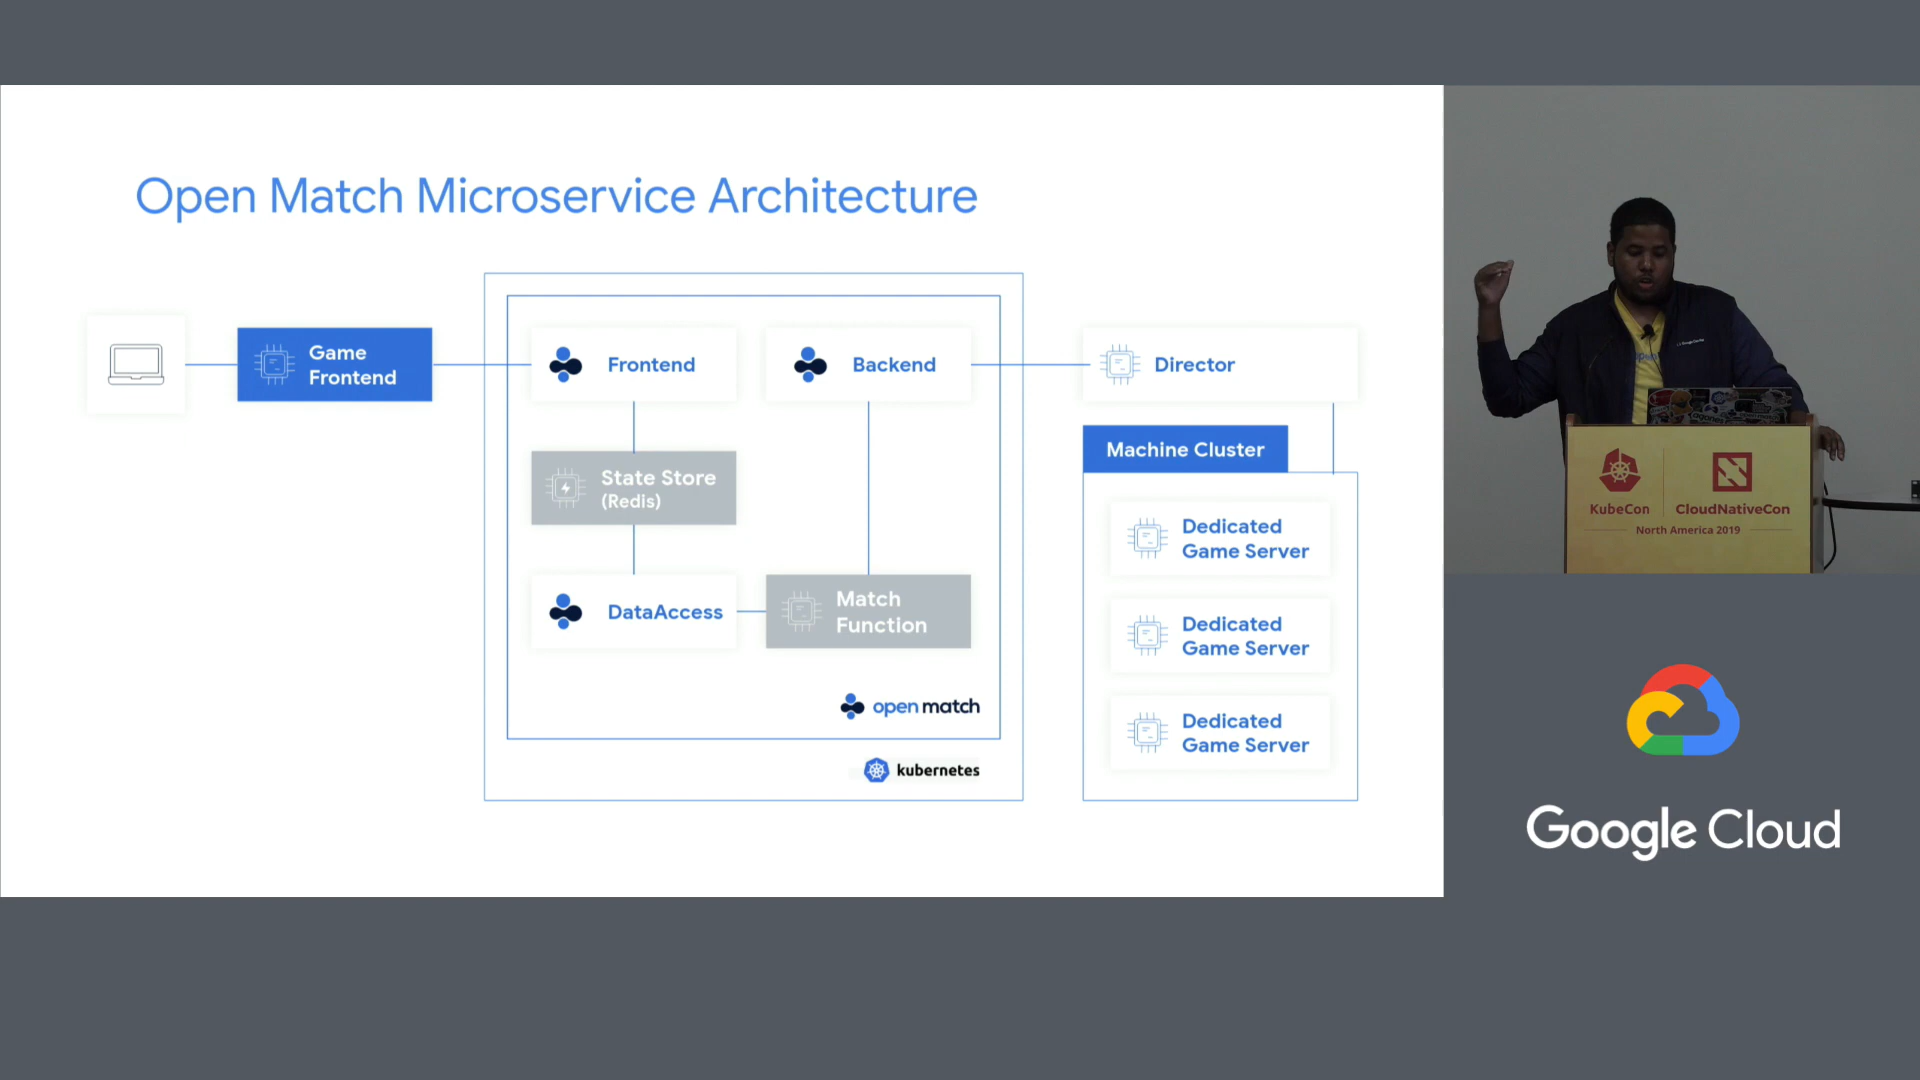 Open Match Microservice Architecture
Game
Frontend
Frontend
Backend
Director
State Store
(Redis)
Machine Cluster
DataAccess
Match
Function
Dedicated
Game Server
Dedicated
Game Server
Dedicated
Game Server
open match
kubernetes
KubeCon
CloudNativeCon
North America 2019
Google Cloud